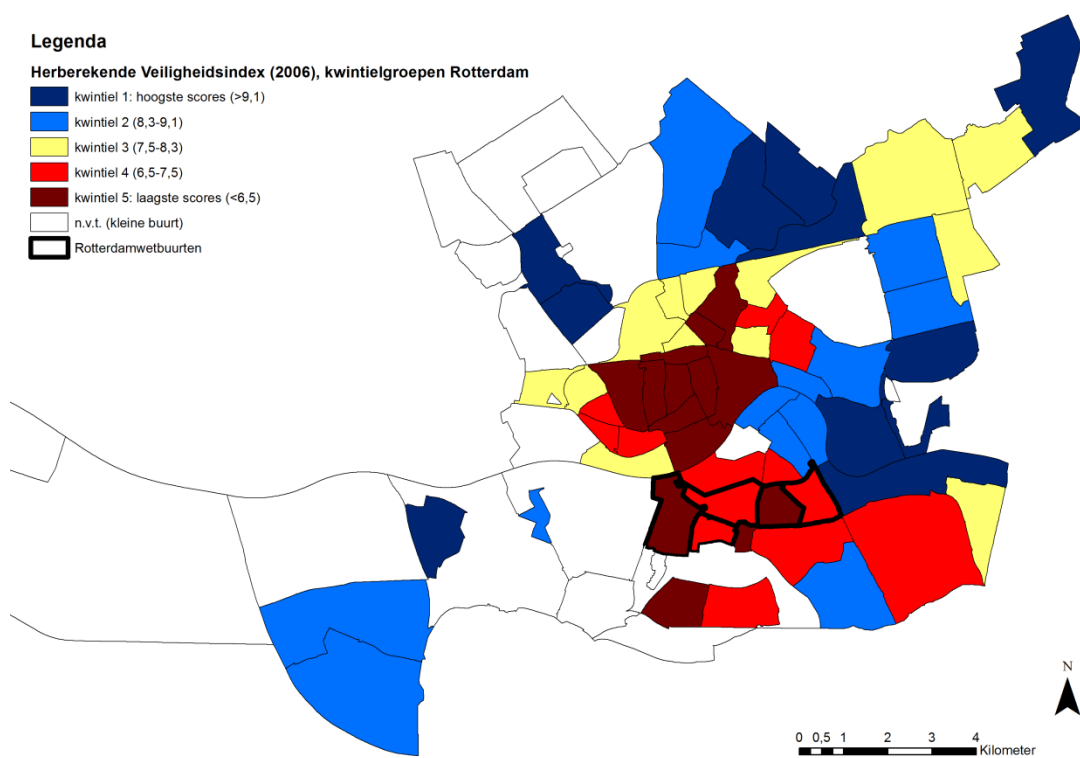 Legenda
Herberekende Veiligheidsindex (2006), kwintielgroepen Rotterdam
kwintiel 1: hoogste scores (>9,1)
kwintiel 2 (8,3-9,1)
kwintiel 3 (7,5-8,3)
kwintiel 4 (6,5-7,5)
kwintiel 5: laagste scores (<6,5)
n.v.t. (kleine buurt)
Rotterdamwetbuurten
N
0 0,5 1 2 3 4
Kilometer